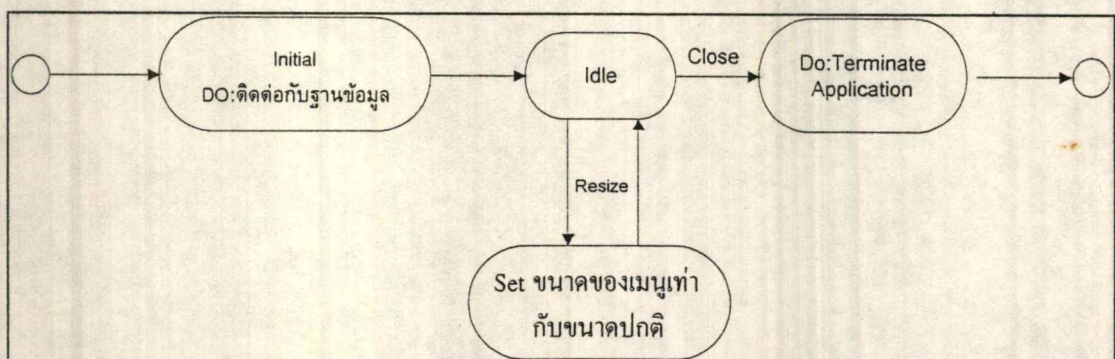 Initial
DO:ติดต่อกับฐานข้อมูล
Idle
Close
Do:Terminate
Application
Resize
Set ขนาดของเมนูเท่า
กับขนาดปกติ